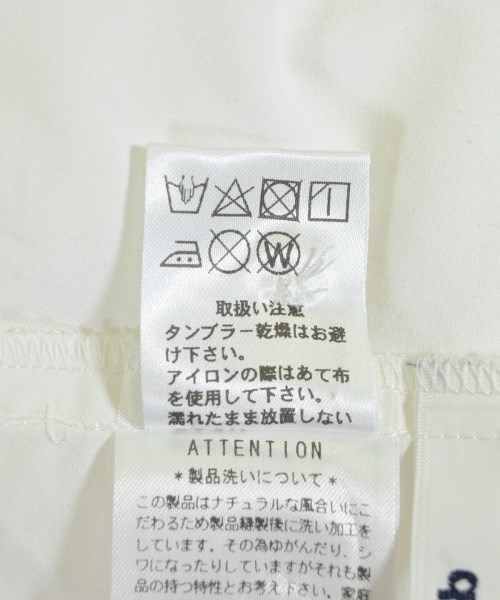 取扱い注意
タンブラー乾燥はお避
け下さい。
アイロンの際はあて布
を使用して下さい。
濡れたまま放置しない
ATTENTION
*製品洗いについて*
この製品はナチュラルな風合いにこ
だわるため製品縫製後に洗い加工を
しています。その為ゆがんだり、シ
ワになったりしていますがそれも製
品の持つ特性とお考え下さい。家庭